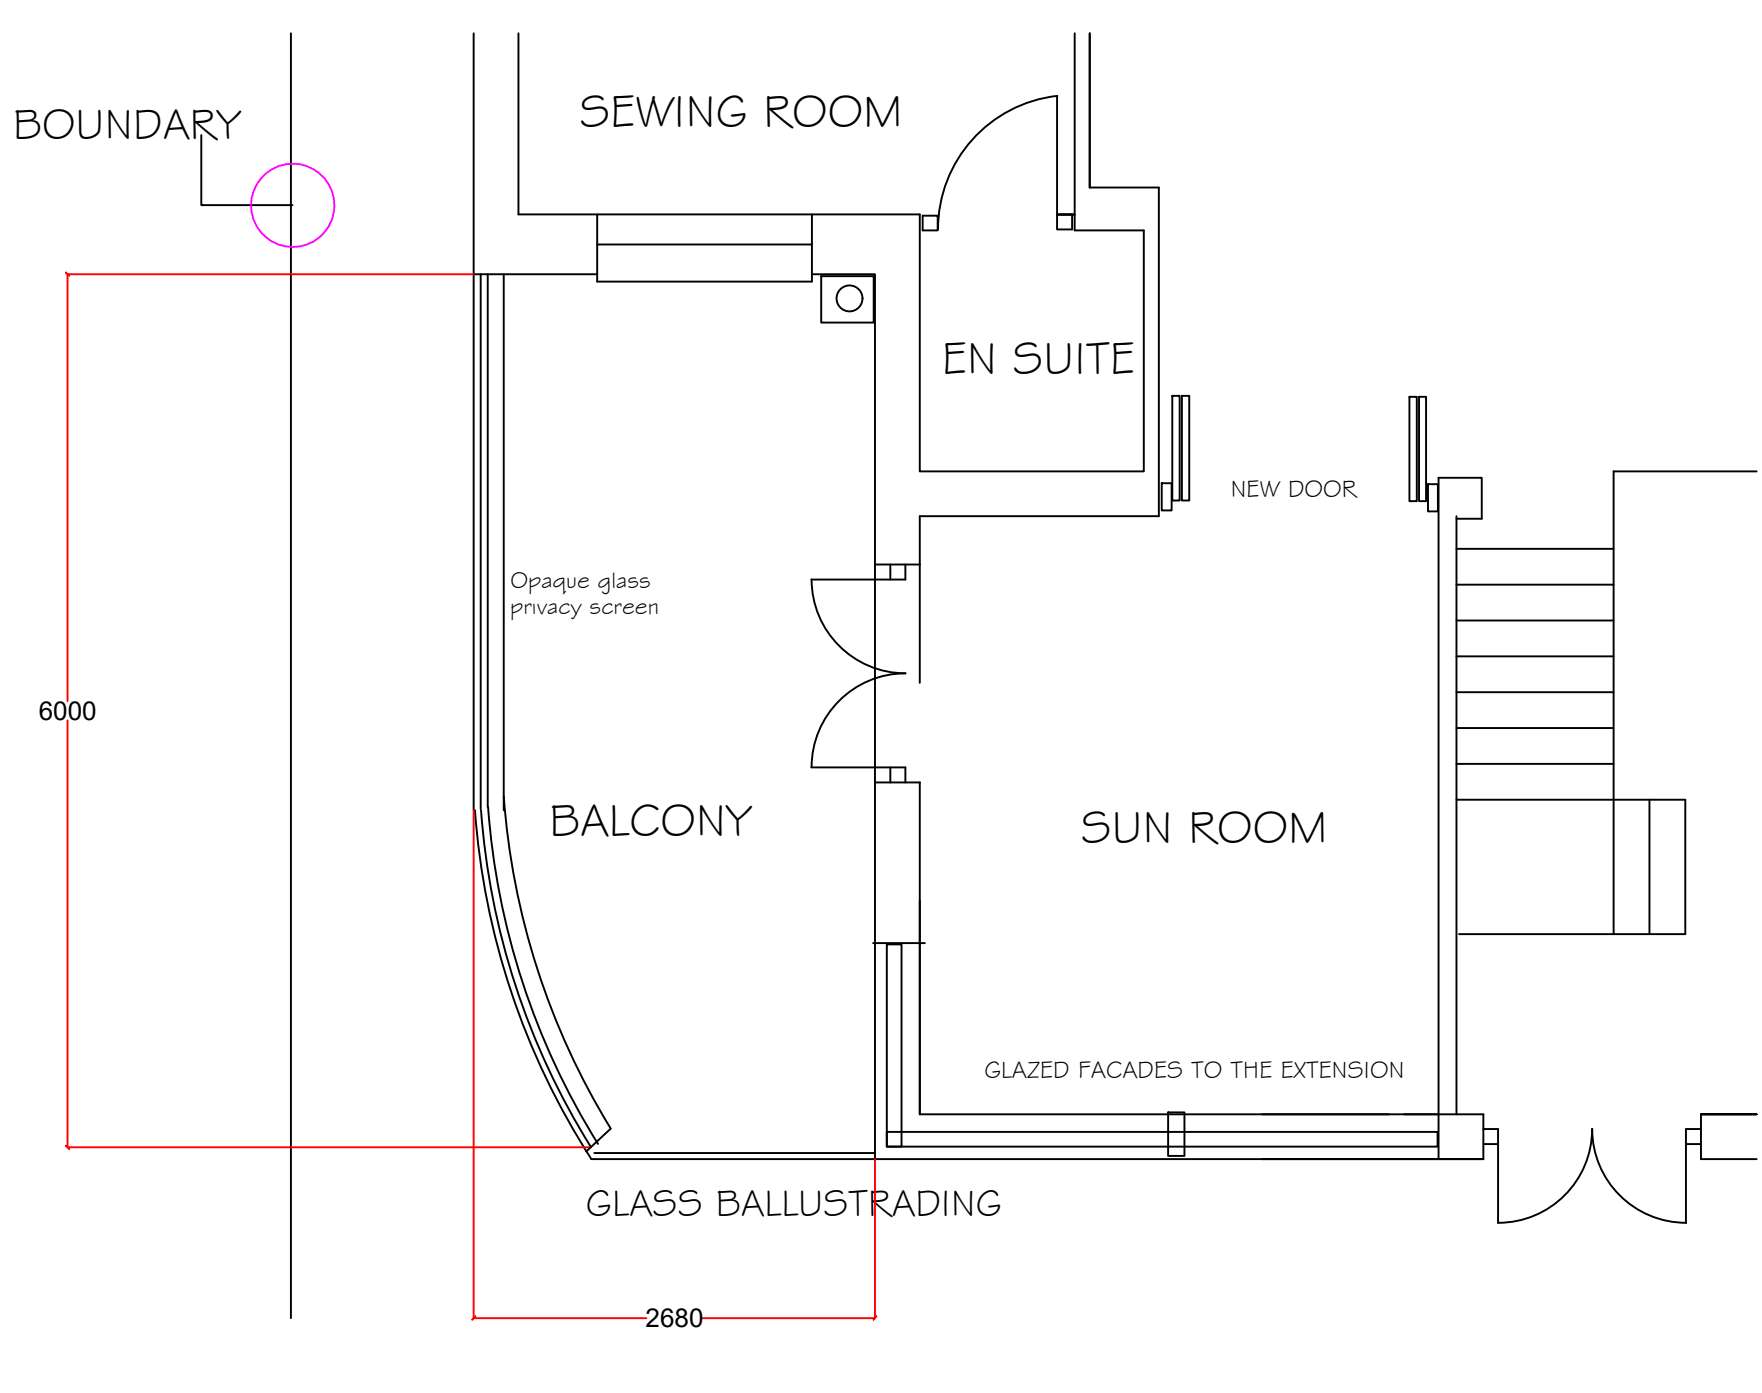 SEWING ROOM
BOUNDARY
EN SUITE
NEW DOOR
Opaque glass
privacy screen
6000
BALCONY
SUN ROOM
GLAZED FACADES TO THE EXTENSION
GLASS BALLUSTRADING
2680